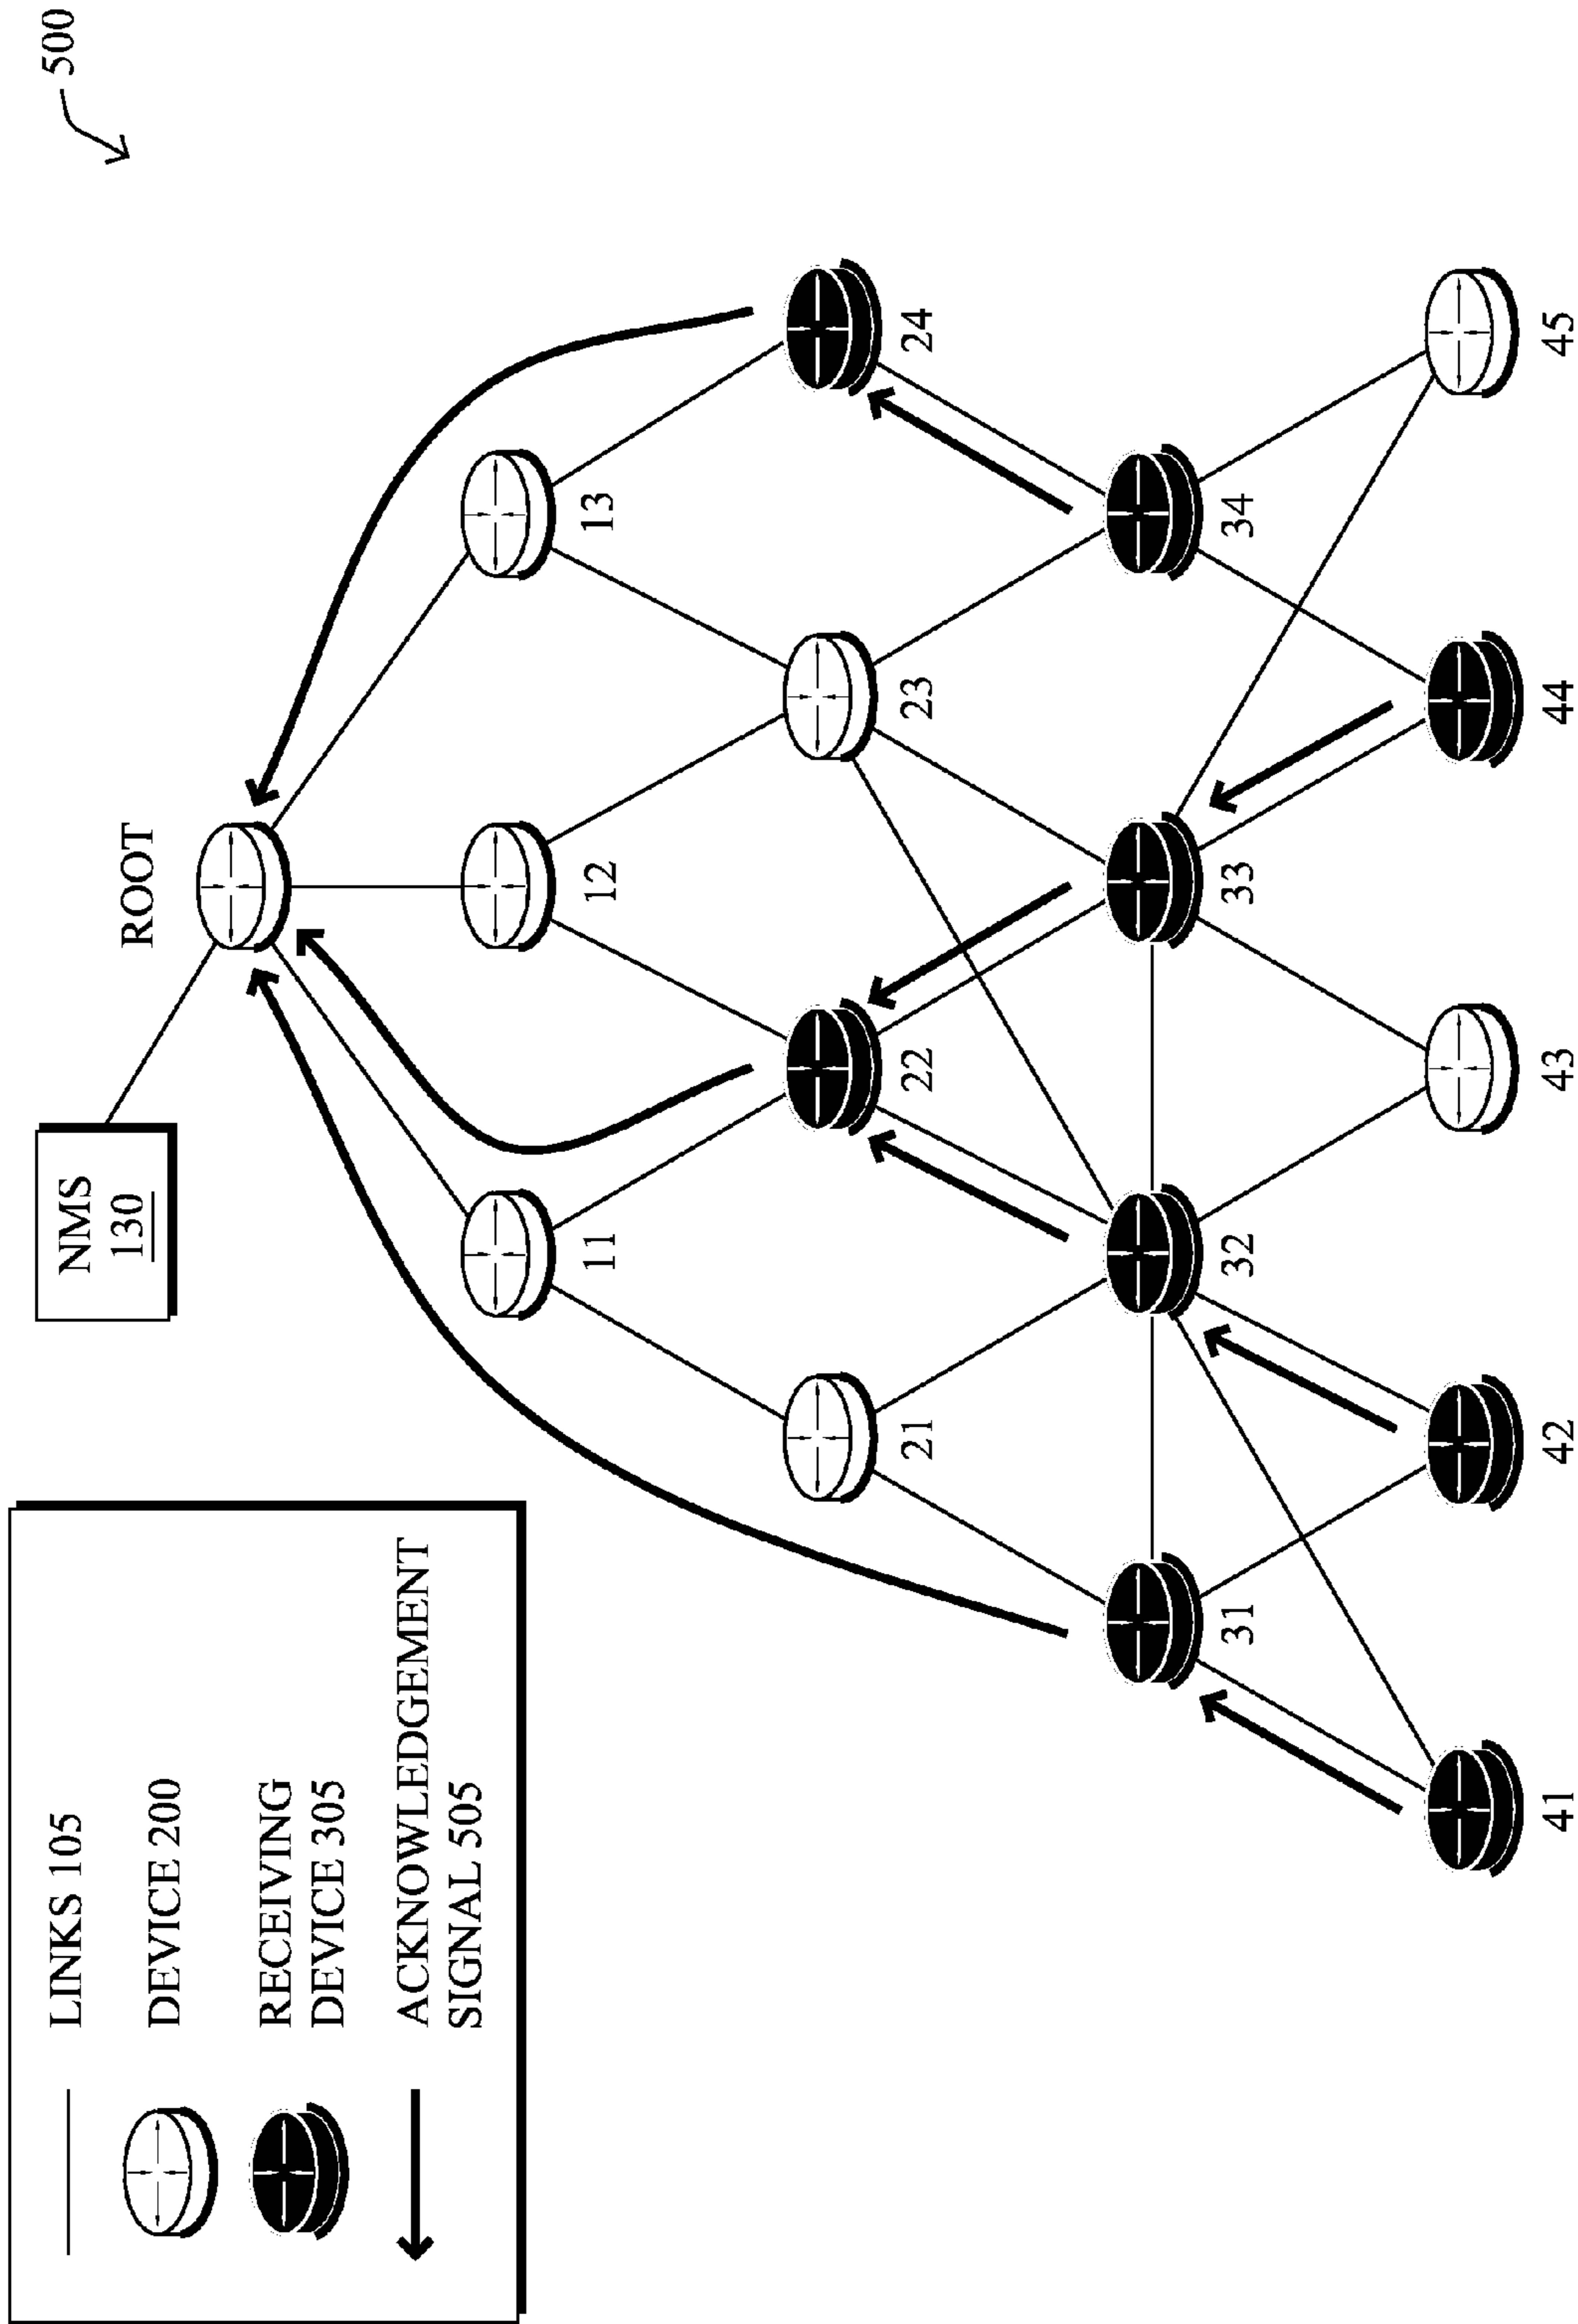 500
LINKS 105
DEVICE 200
RECEIVING
DEVICE 305
ACKNOWLEDGEMENT
SIGNAL 505
NMS
130
ROOT
11
12
13
21
22
23
24
31
32
33
34
41
42
43
44
45